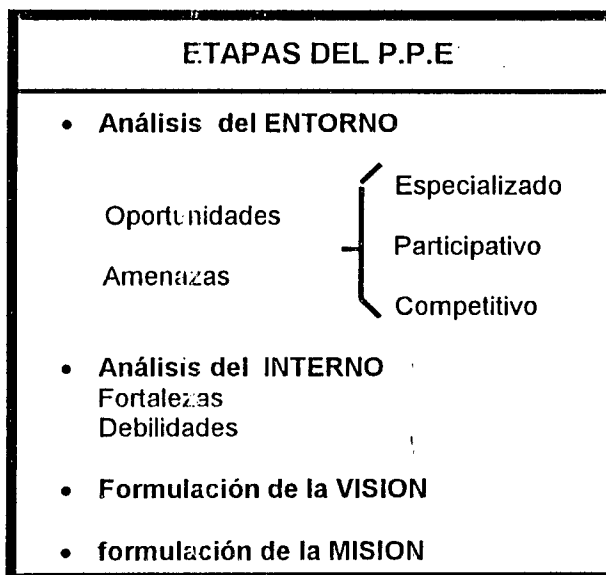 ETAPAS DEL P.P.E
• Análisis del ENTORNO
Especializado
Oportunidades
Participativo
Amenazas
Competitivo
• Análisis del INTERNO
Fortalezas
Debilidades
• Formulación de la VISION
• formulación de la MISION